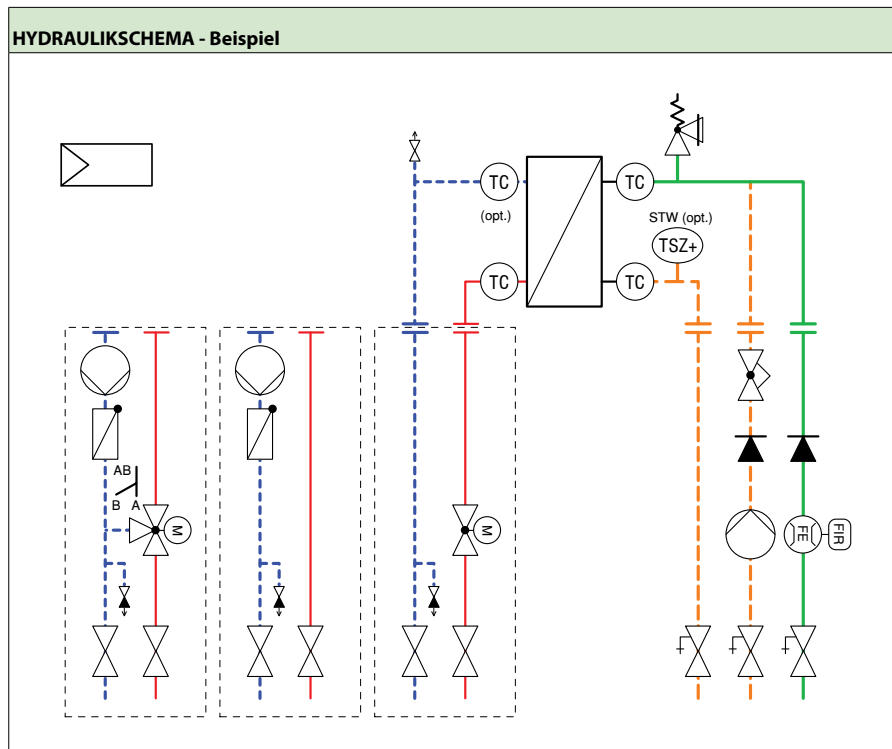 HYDRAULIKSCHEMA - Beispiel
TC
(opt.)
TC
STW (opt.)
TSZ+
TC
TC
AB
B A
M
M
FE
FIR